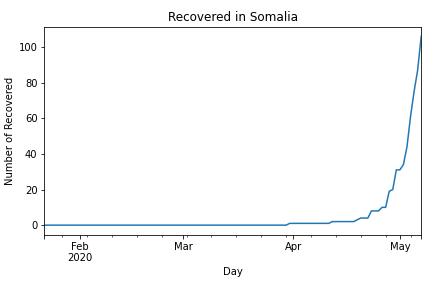 Recovered in Somalia
Number of Recovered
100
80
60
40
20
0
Feb
2020
Mar
Apr
May
Day